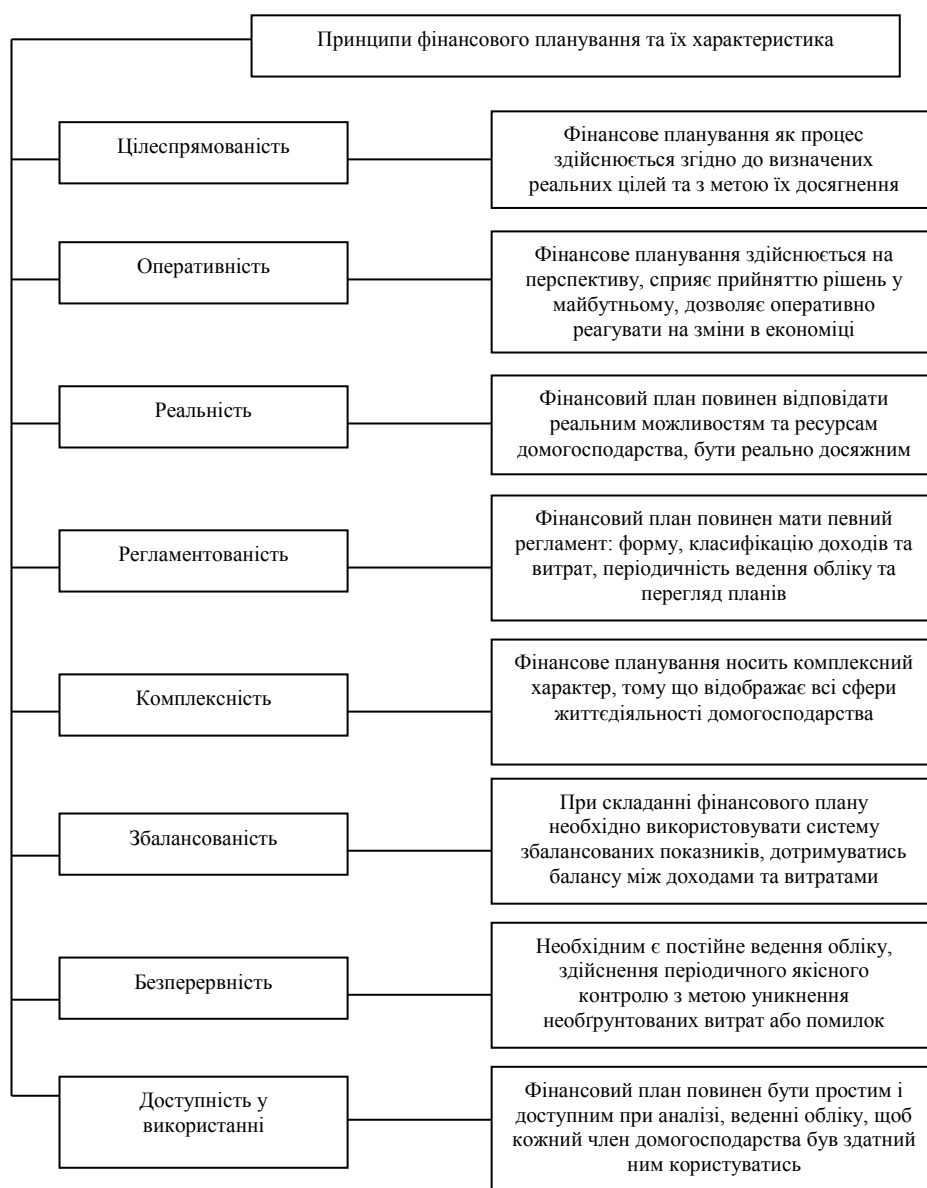 Принципи фінансового планування та їх характеристика
Цілеспрямованість
Фінансове планування як процес
здійснюється згідно до визначених
реальних цілей та з метою їх досягнення
Оперативність
Фінансове планування здійснюється на
перспективу, сприяє прийняттю рішень у
майбутньому, дозволяє оперативно
реагувати на зміни в економіці
Реальність
Фінансовий план повинен відповідати
реальним можливостям та ресурсам
домогосподарства, бути реально досяжним
Регламентованість
Фінансовий план повинен мати певний
регламент: форму, класифікацію доходів та
витрат, періодичність ведення обліку та
перегляд планів
Комплексність
Фінансове планування носить комплексний
характер, тому що відображає всі сфери
життєдіяльності домогосподарства
Збалансованість
При складанні фінансового плану
необхідно використовувати систему
збалансованих показників, дотримуватись
балансу між доходами та витратами
Безперервність
Необхідним є постійне ведення обліку,
здійснення періодичного якісного
контролю з метою уникнення
необґрунтованих витрат або помилок
Доступність у
використанні
Фінансовий план повинен бути простим і
доступним при аналізі, веденні обліку, щоб
кожний член домогосподарства був здатний
ним користуватись